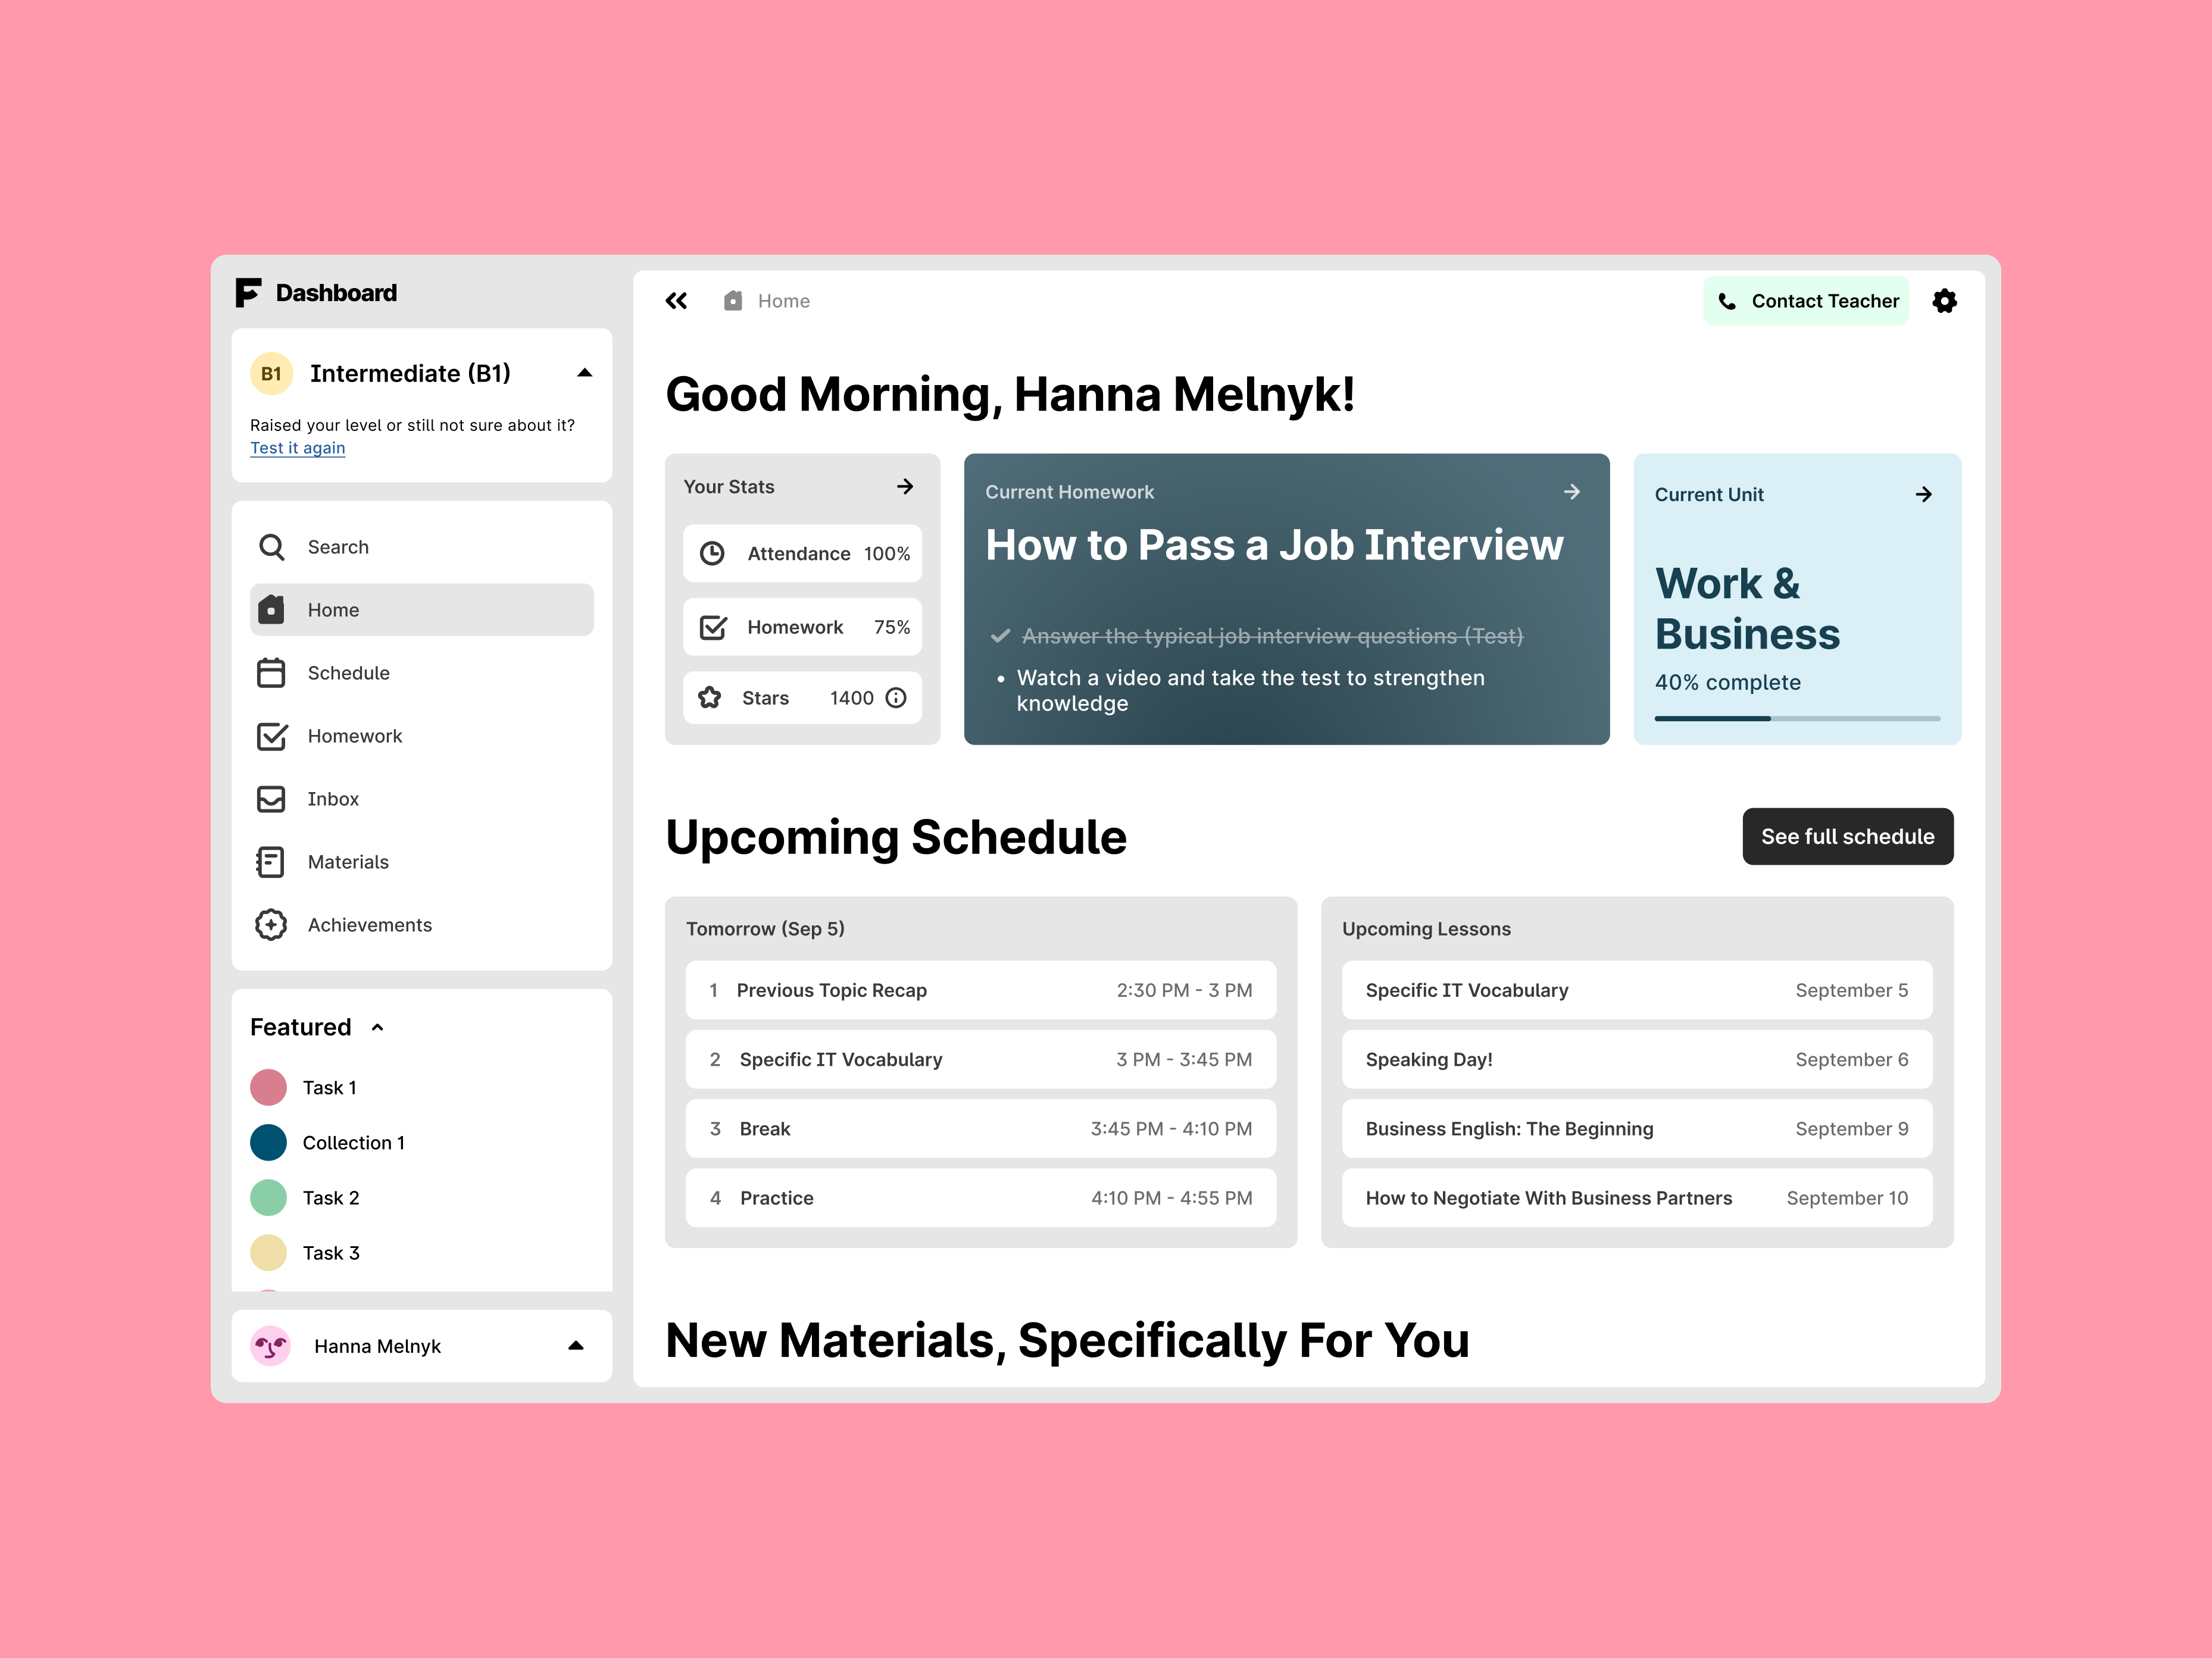 Dashboard
B1 Intermediate (B1)
Raised your level or still not sure about it?
Test it again
Search
Home
Schedule
Homework
Inbox
Materials
Achievements
Featured
Task 1
Collection 1
Task 2
Task 3
Hanna Melnyk
Home
Contact Teacher
Good Morning, Hanna Melnyk!
Your Stats
Attendance 100%
Homework 75%
Stars 1400
Current Homework
How to Pass a Job Interview
Answer the typical job interview questions (Test)
• Watch a video and take the test to strengthen
knowledge
Current Unit
Work &
Business
40% complete
Upcoming Schedule
See full schedule
Tomorrow (Sep 5)
1 Previous Topic Recap 2:30 PM - 3 PM
2 Specific IT Vocabulary 3 PM - 3:45 PM
3 Break 3:45 PM - 4:10 PM
4 Practice 4:10 PM - 4:55 PM
Upcoming Lessons
Specific IT Vocabulary September 5
Speaking Day! September 6
Business English: The Beginning September 9
How to Negotiate With Business Partners September 10
New Materials, Specifically For You